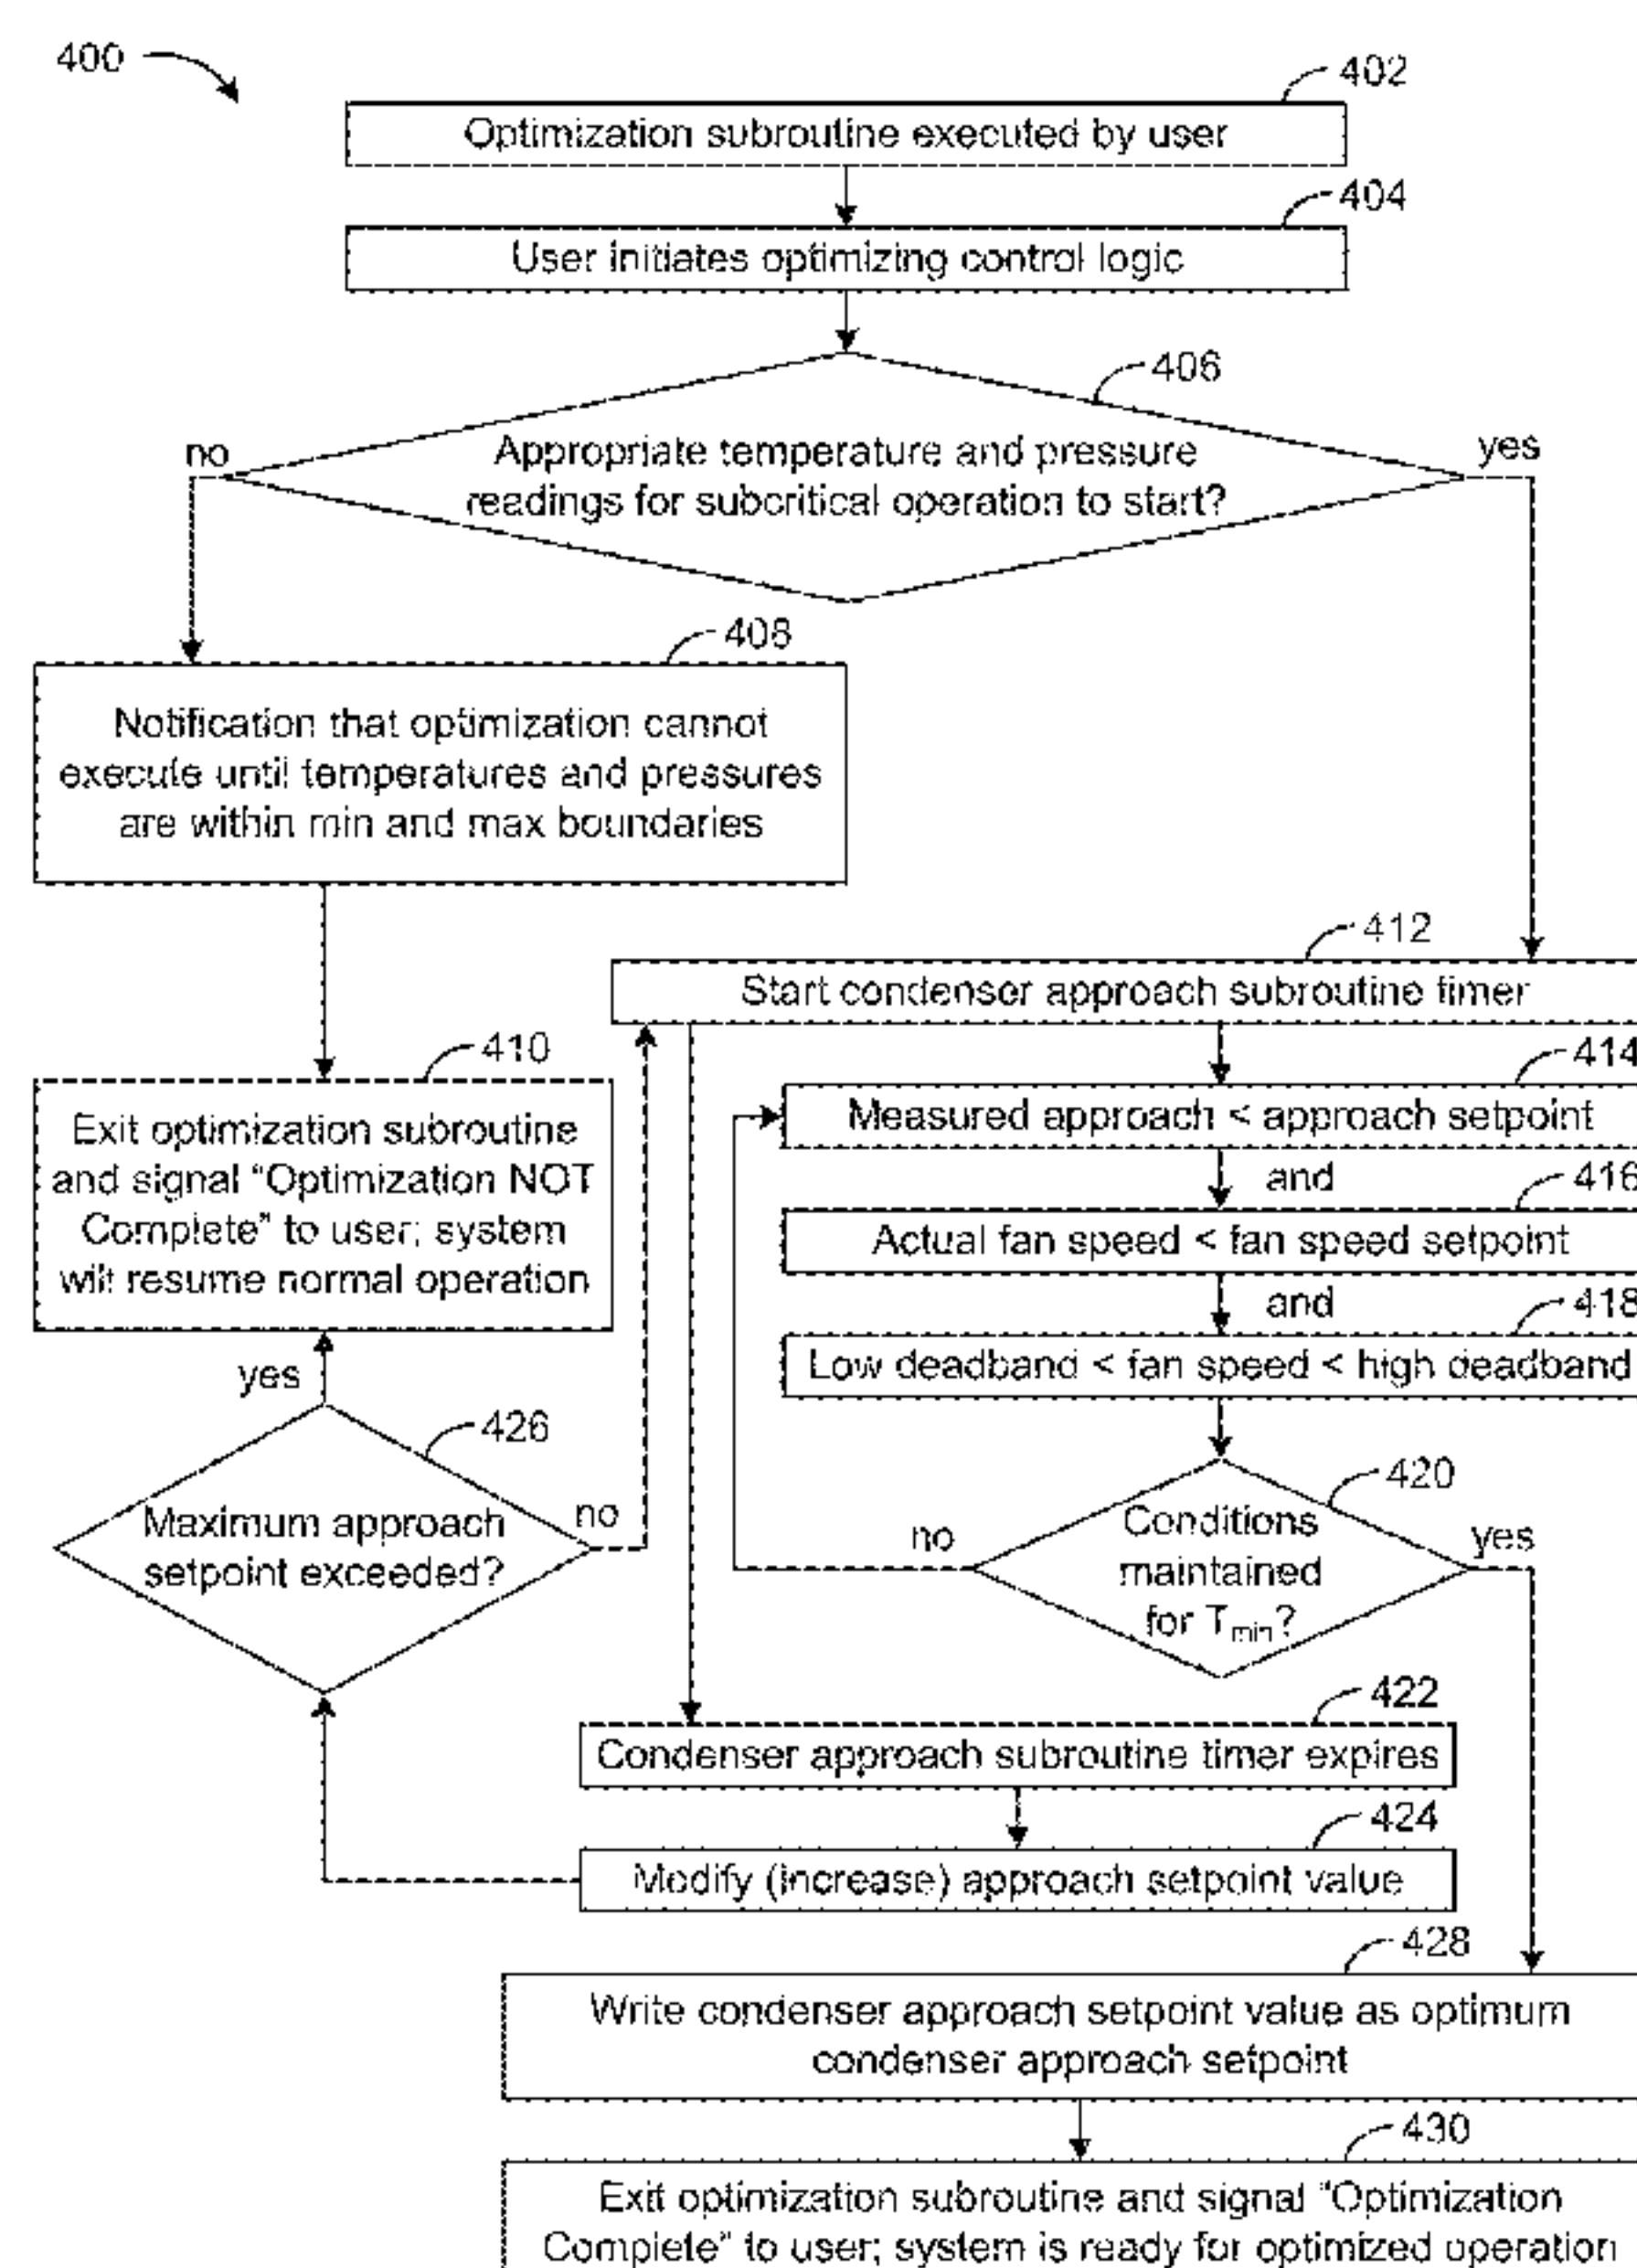 400
402
Optimization subroutine executed by user
404
User initiates optimizing control logic
406
Appropriate temperature and pressure
readings for subcritical operation to start?
no
yes
408
Notification that optimization cannot
execute until temperatures and pressures
are within min and max boundaries
412
Start condenser approach subroutine timer
410
Exit optimization subroutine
and signal "Optimization NOT
Complete" to user; system
will resume normal operation
414
Measured approach < approach setpoint
and
416
Actual fan speed < fan speed setpoint
and
418
Low deadband < fan speed < high deadband
yes
426
Maximum approach
setpoint exceeded?
no
420
Conditions
maintained
for Tmin?
no
yes
422
Condenser approach subroutine timer expires
424
Modify (increase) approach setpoint value
428
Write condenser approach setpoint value as optimum
condenser approach setpoint
430
Exit optimization subroutine and signal "Optimization
Complete" to user; system is ready for optimized operation